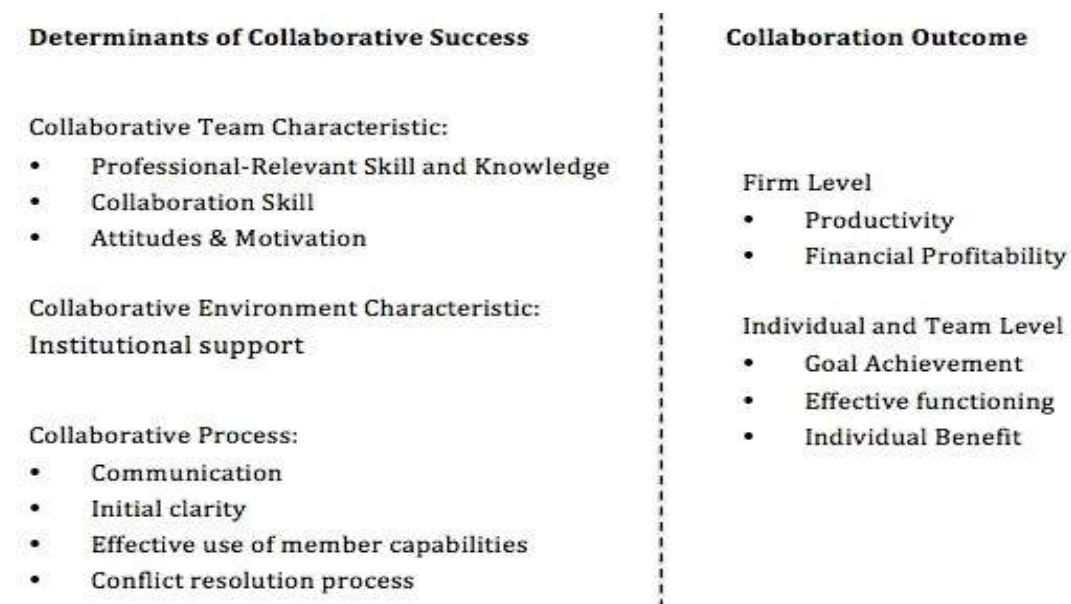 Determinants of Collaborative Success
Collaborative Team Characteristic:
• Professional-Relevant Skill and Knowledge
• Collaboration Skill
• Attitudes & Motivation
Collaborative Environment Characteristic:
Institutional support
Collaborative Process:
• Communication
• Initial clarity
• Effective use of member capabilities
• Conflict resolution process
Collaboration Outcome
Firm Level
• Productivity
• Financial Profitability
Individual and Team Level
• Goal Achievement
• Effective functioning
• Individual Benefit